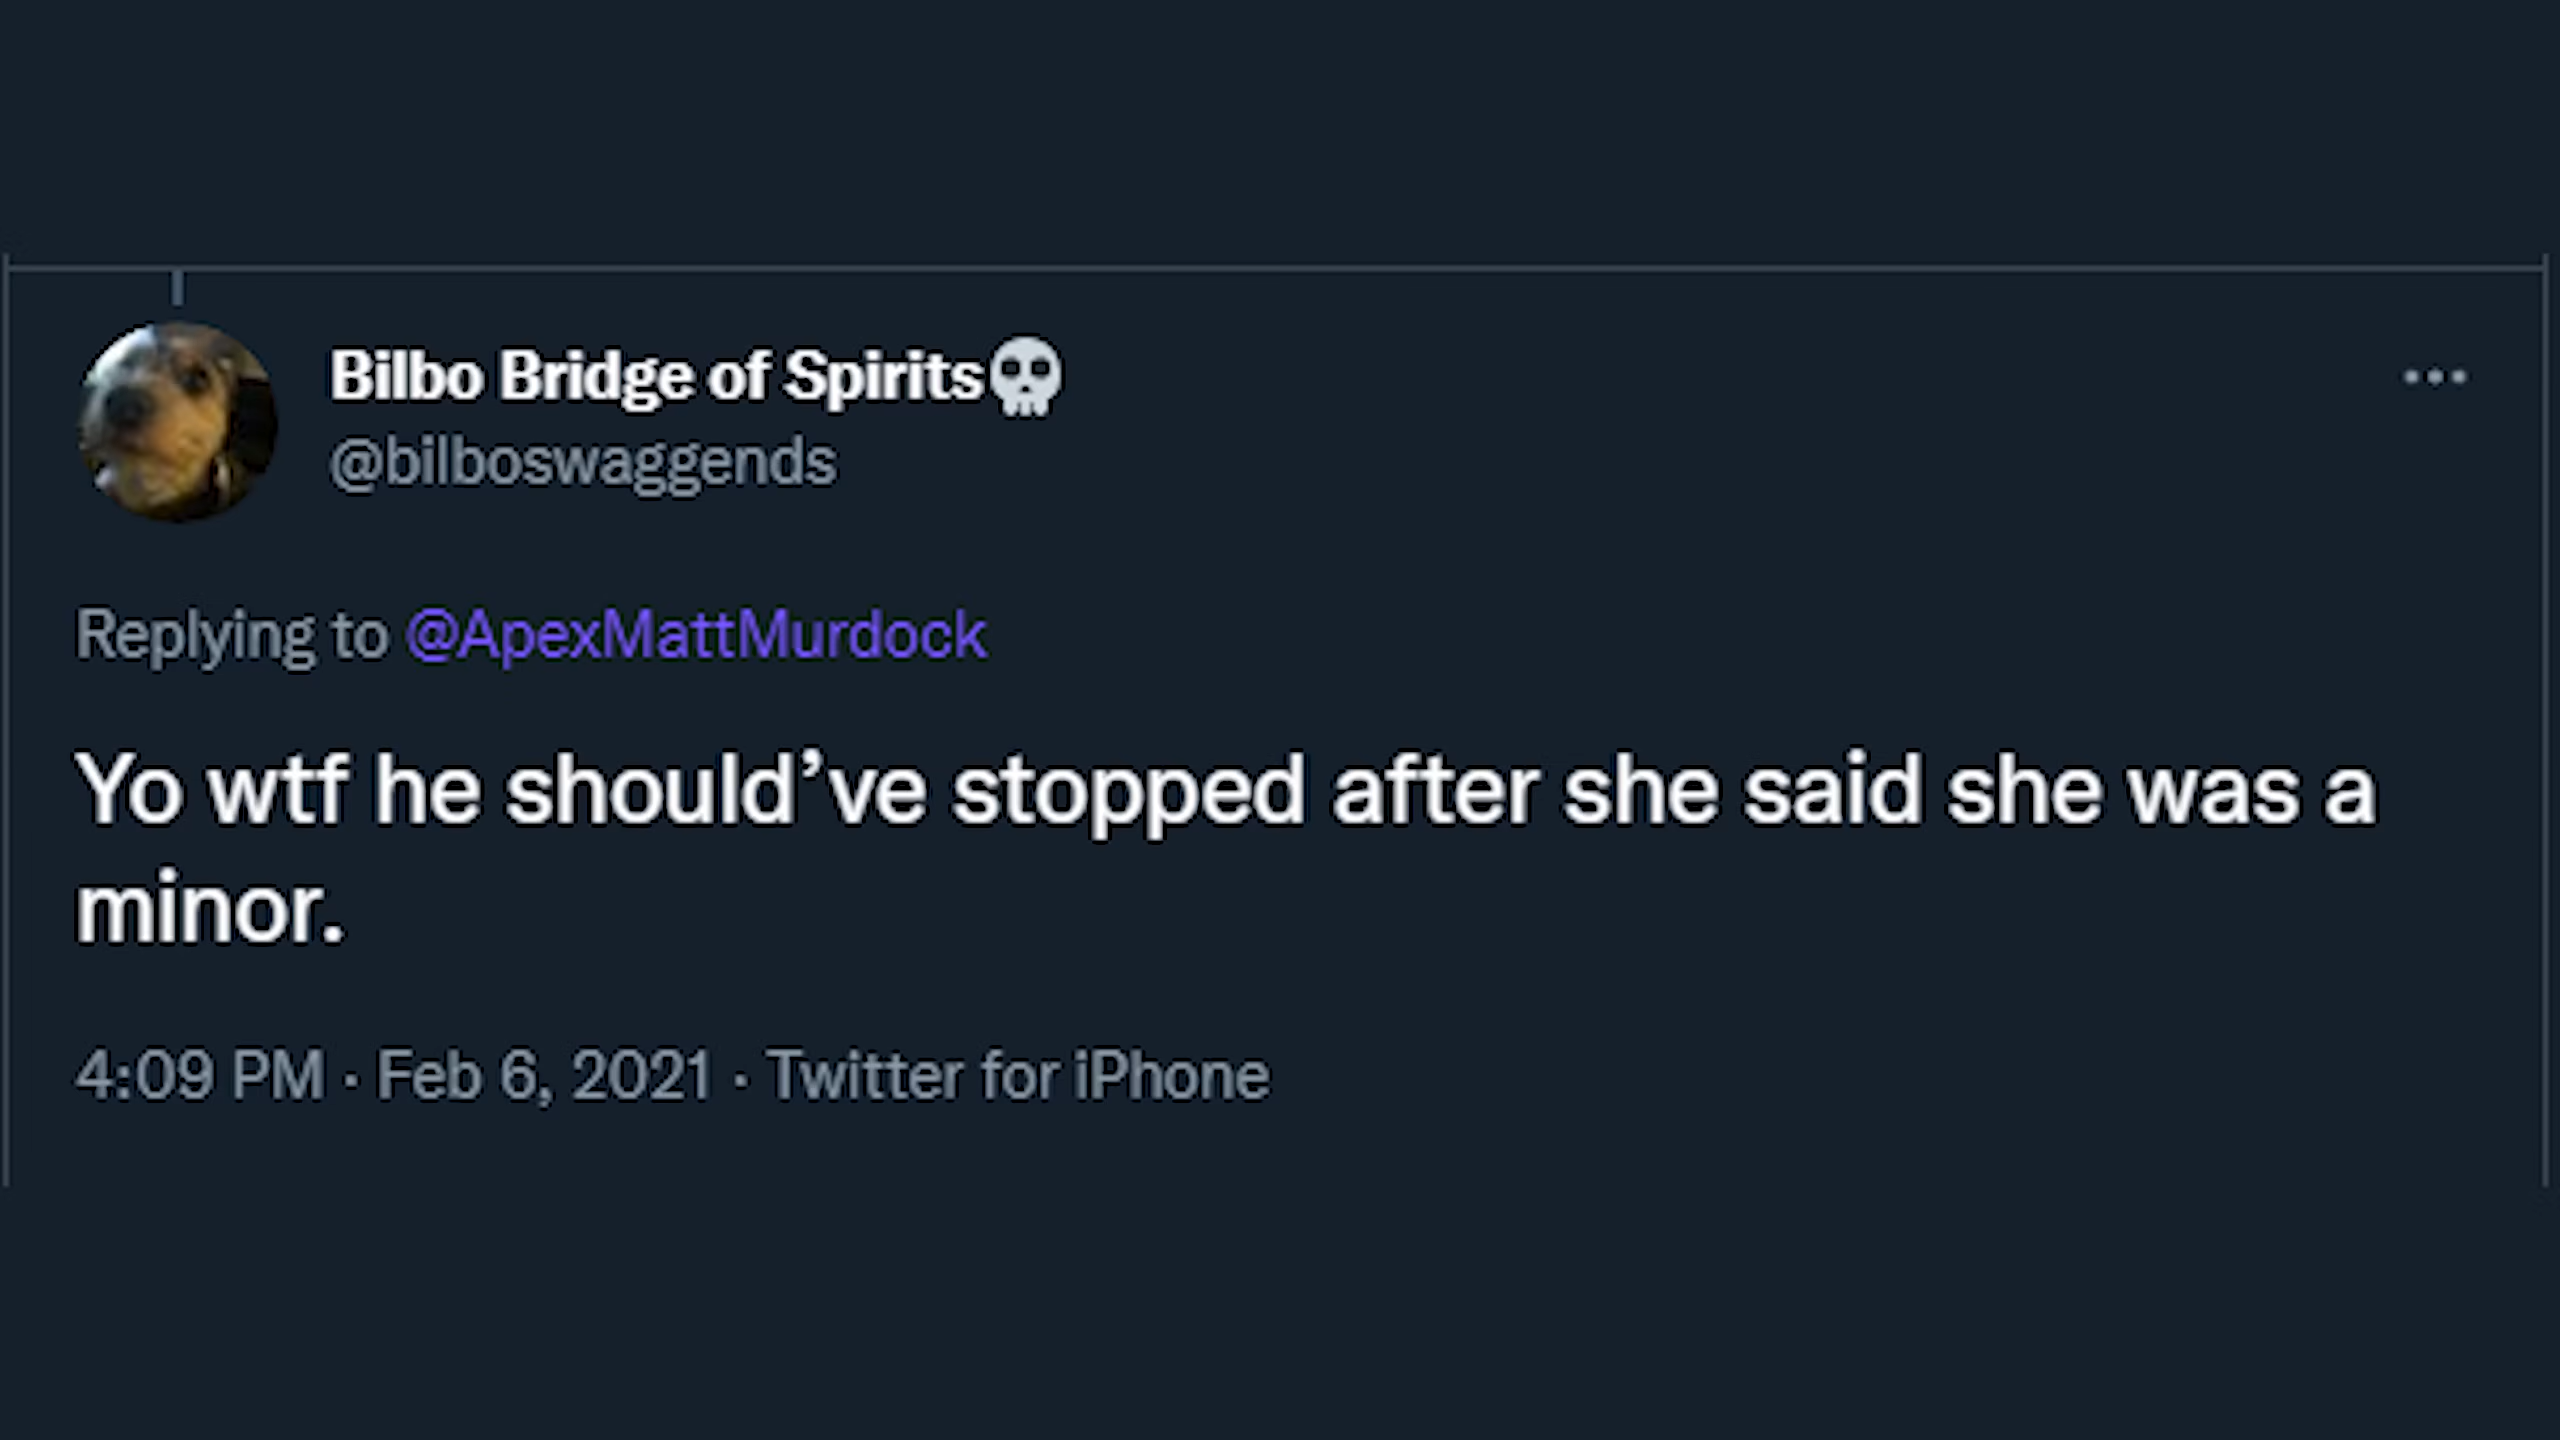 Bilbo Bridge of Spirits💀
@bilboswaggends
Replying to @ApexMattMurdock
Yo wtf he should’ve stopped after she said she was a
minor.
4:09 PM · Feb 6, 2021 · Twitter for iPhone